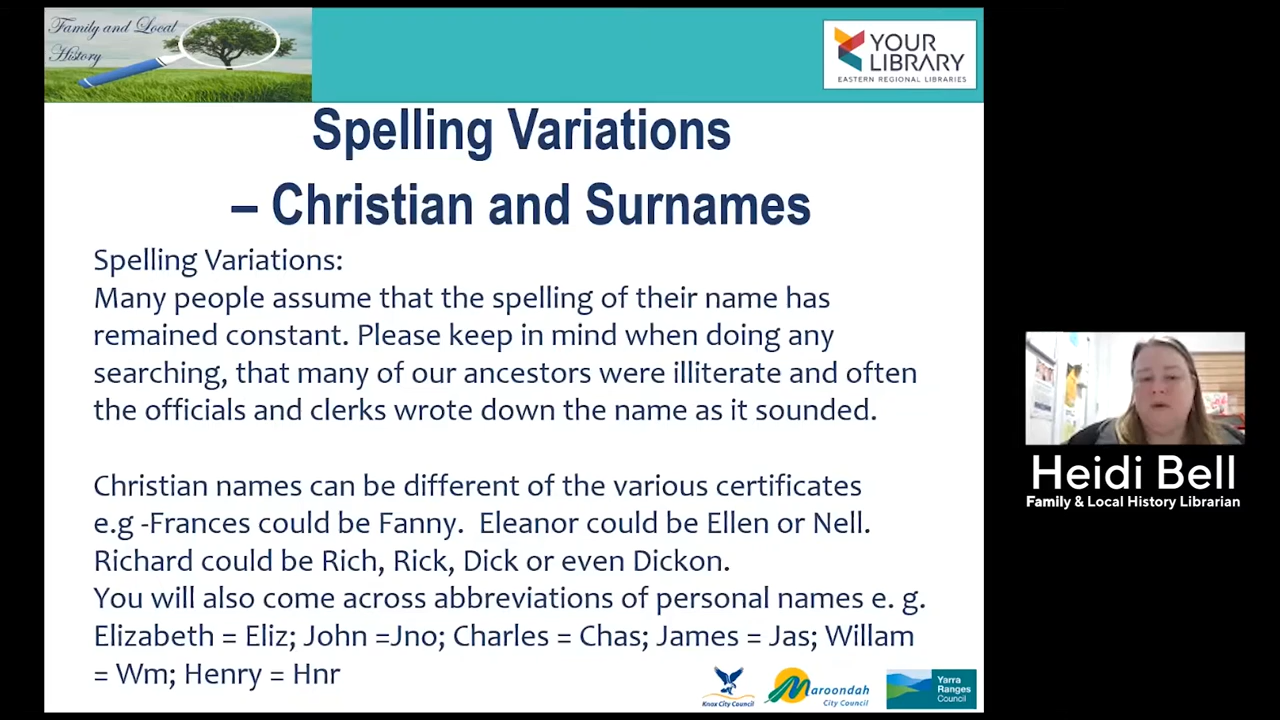 Family and Local
History
YOUR
LIBRARY
EASTERN REGIONAL LIBRARIES
Spelling Variations
– Christian and Surnames
Spelling Variations:
Many people assume that the spelling of their name has
remained constant. Please keep in mind when doing any
searching, that many of our ancestors were illiterate and often
the officials and clerks wrote down the name as it sounded.
Christian names can be different of the various certificates
e.g -Frances could be Fanny.  Eleanor could be Ellen or Nell.
Richard could be Rich, Rick, Dick or even Dickon.
You will also come across abbreviations of personal names e. g.
Elizabeth = Eliz; John =Jno; Charles = Chas; James = Jas; Willam
= Wm; Henry = Hnr
Knox City Council
Maroondah
City Council
Yarra
Ranges
Council
Heidi Bell
Family & Local History Librarian